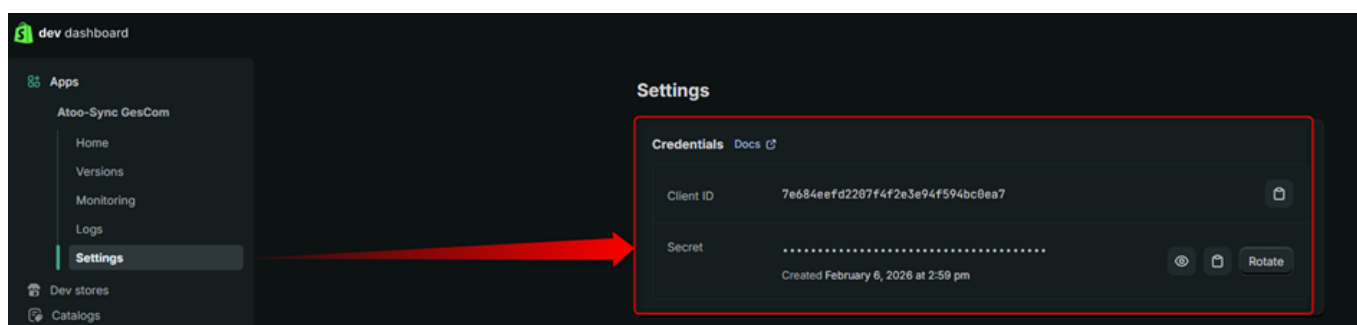 dev dashboard
Apps
Atoo-Sync GesCom
Home
Versions
Monitoring
Logs
Settings
Dev stores
Catalogs
Settings
Credentials Docs
Client ID 7e684eefd2207f4f2e3e94f594bc0ea7
Secret ••••••••••••••••••••••••••••••••••••••
Created February 6, 2026 at 2:59 pm
Rotate